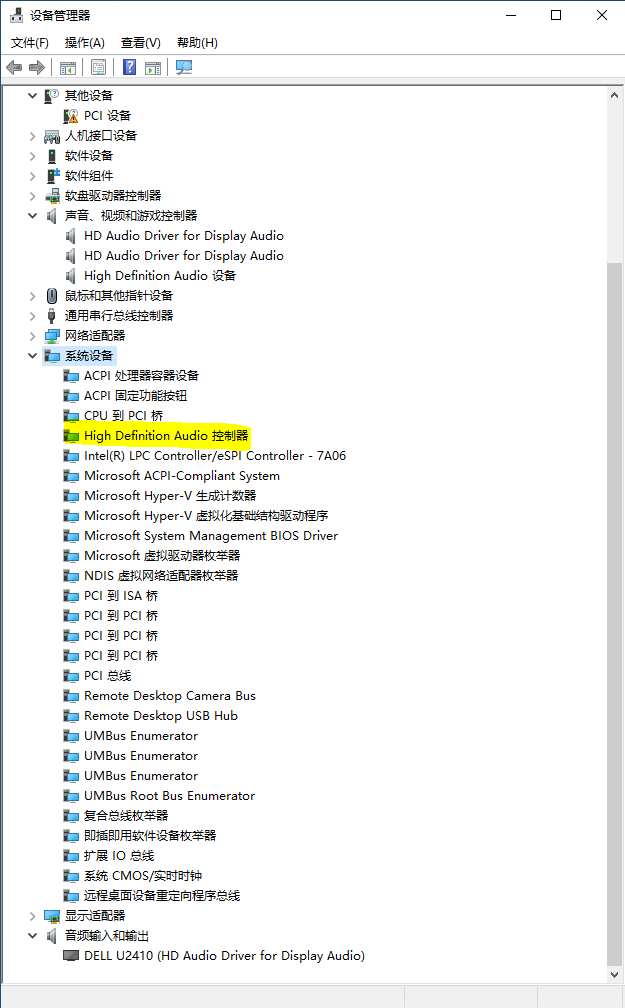 设备管理器
文件(F) 操作(A) 查看(V) 帮助(H)
其他设备
PCI 设备
人机接口设备
软件设备
软件组件
软盘驱动器控制器
声音、视频和游戏控制器
HD Audio Driver for Display Audio
HD Audio Driver for Display Audio
High Definition Audio 设备
鼠标和其他指针设备
通用串行总线控制器
网络适配器
系统设备
ACPI 处理器容器设备
ACPI 固定功能按钮
CPU 到 PCI 桥
High Definition Audio 控制器
Intel(R) LPC Controller/eSPI Controller - 7A06
Microsoft ACPI-Compliant System
Microsoft Hyper-V 生成计数器
Microsoft Hyper-V 虚拟化基础结构驱动程序
Microsoft System Management BIOS Driver
Microsoft 虚拟驱动器枚举器
NDIS 虚拟网络适配器枚举器
PCI 到 ISA 桥
PCI 到 PCI 桥
PCI 到 PCI 桥
PCI 到 PCI 桥
PCI 总线
Remote Desktop Camera Bus
Remote Desktop USB Hub
UMBus Enumerator
UMBus Enumerator
UMBus Enumerator
UMBus Root Bus Enumerator
复合总线枚举器
即插即用软件设备枚举器
扩展 IO 总线
系统 CMOS/实时时钟
远程桌面设备重定向程序总线
显示适配器
音频输入和输出
DELL U2410 (HD Audio Driver for Display Audio)